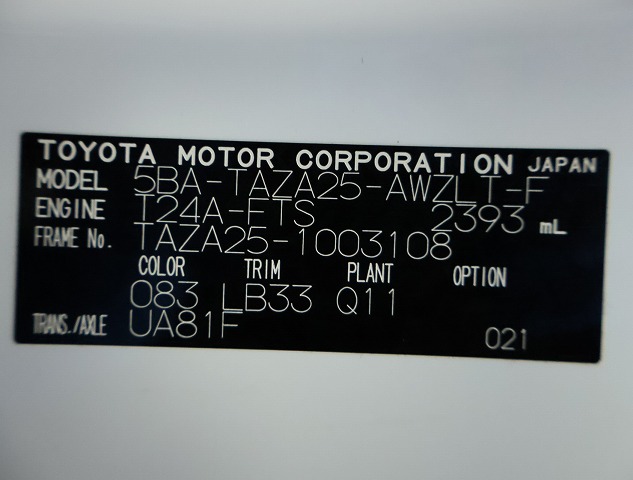 TOYOTA MOTOR CORPORATION JAPAN
MODEL 5BA-TAZA25-AWZLT-F
ENGINE T24A-FTS 2393 mL
FRAME No. TAZA25-1003108
COLOR TRIM PLANT OPTION
083 LB33 Q11
TRANS./AXLE UA81F 021